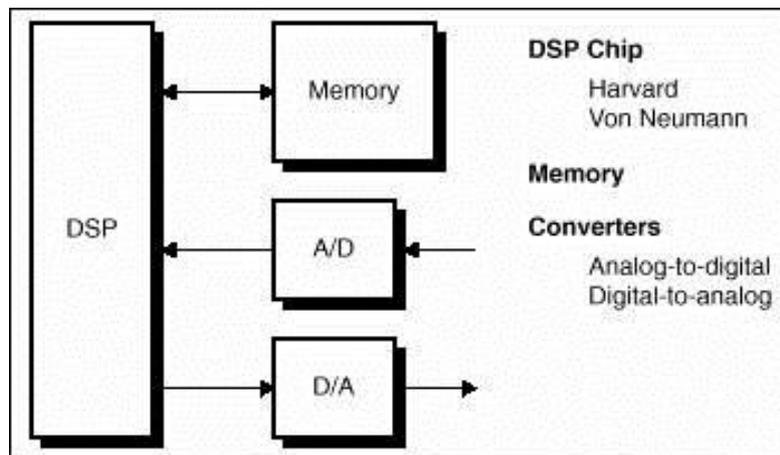 DSP
Memory
A/D
D/A
DSP Chip
Harvard
Von Neumann
Memory
Converters
Analog-to-digital
Digital-to-analog